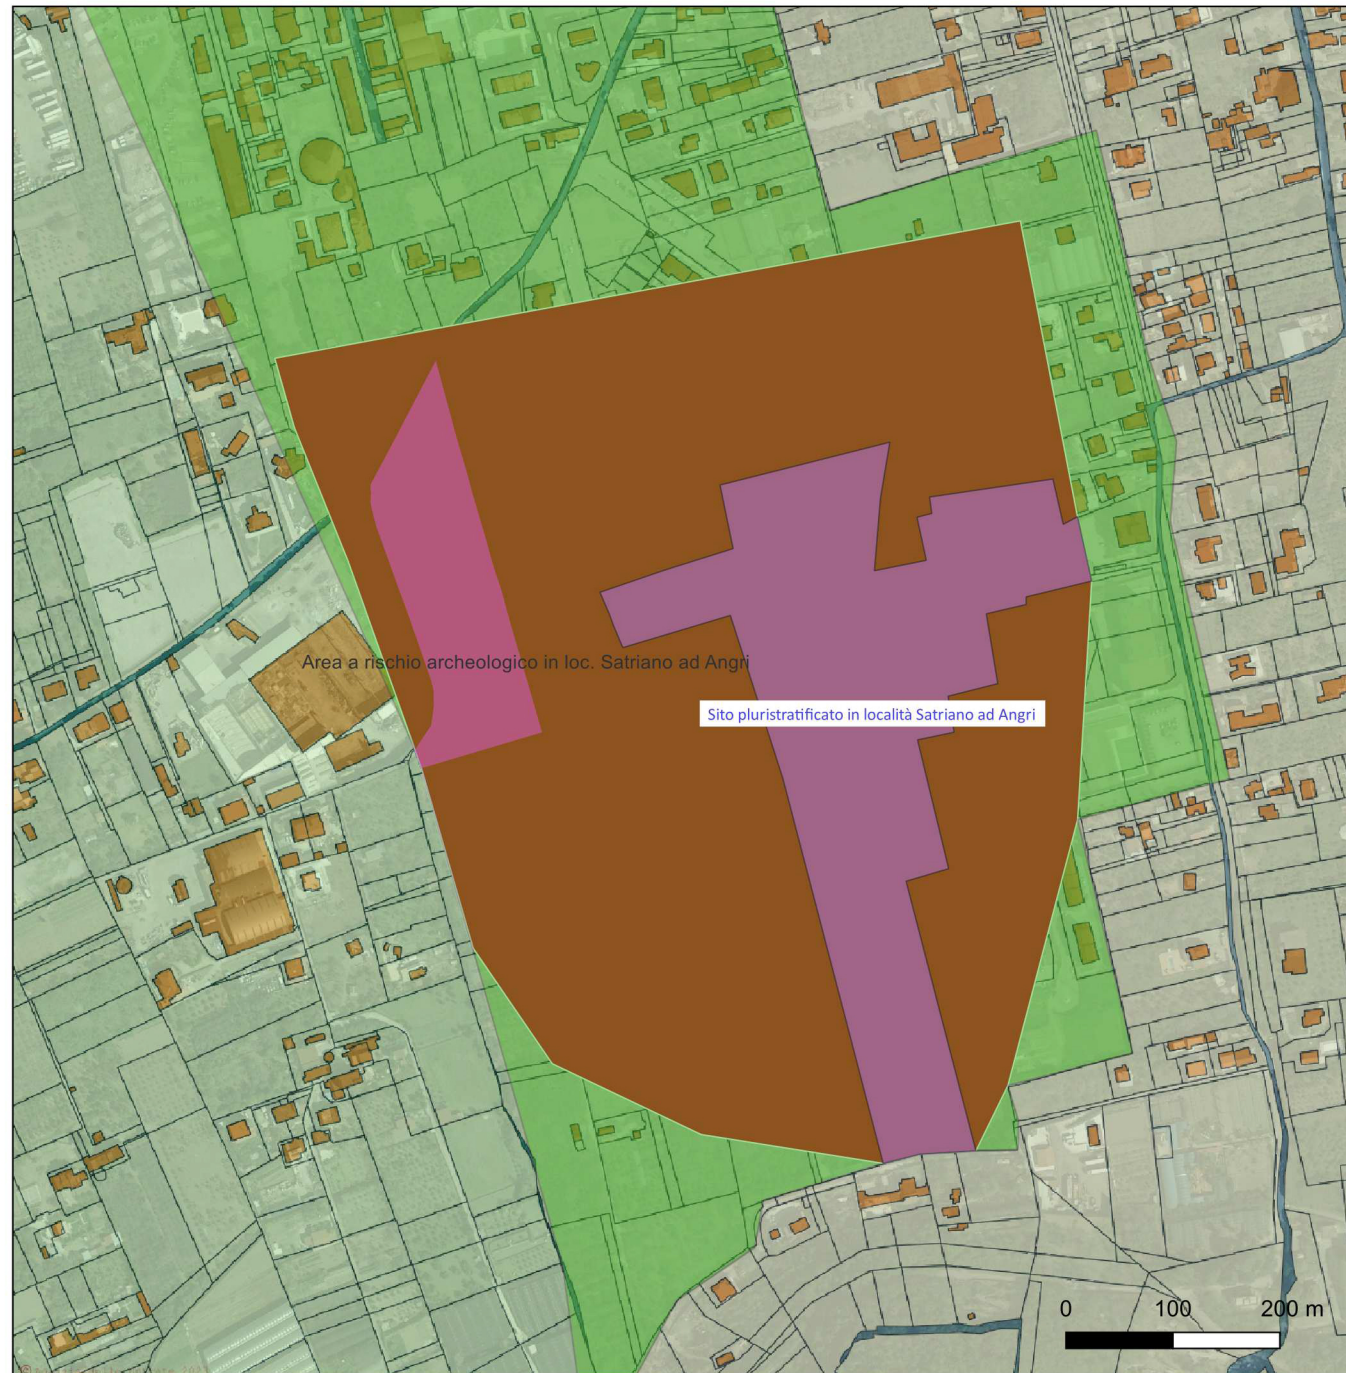 Area a rischio archeologico in loc. Satriano ad Angri
Sito pluristratificato in località Satriano ad Angri
0 100 200 m